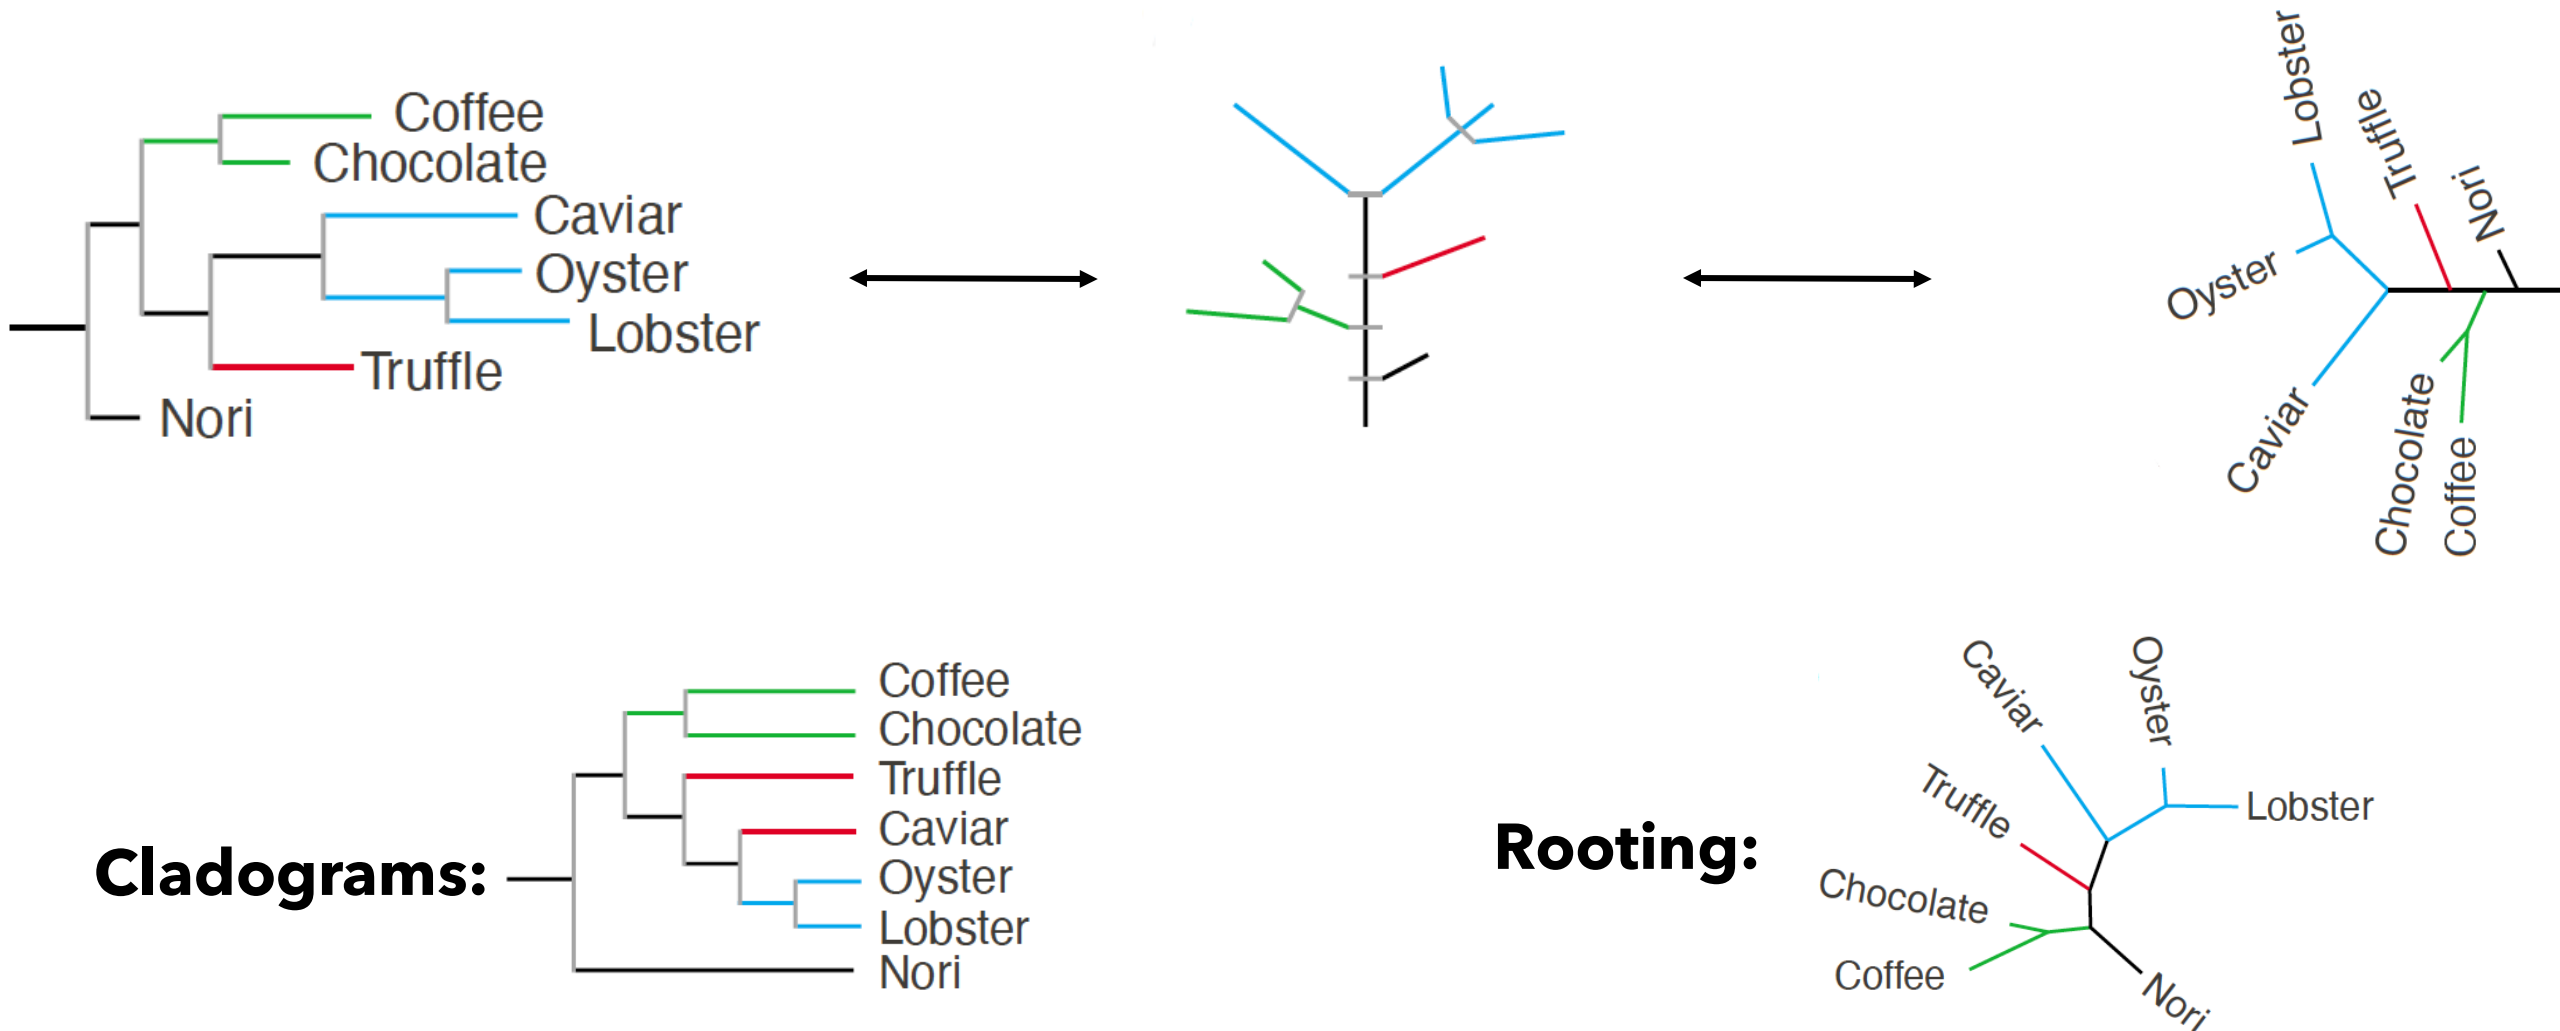 Coffee
Chocolate
Caviar
Oyster
Lobster
Truffle
Nori
Lobster
Truffle
Nori
Oyster
Caviar
Chocolate
Coffee
Cladograms:
Coffee
Chocolate
Truffle
Caviar
Oyster
Lobster
Nori
Rooting:
Caviar
Oyster
Truffle
Lobster
Chocolate
Coffee
Nori